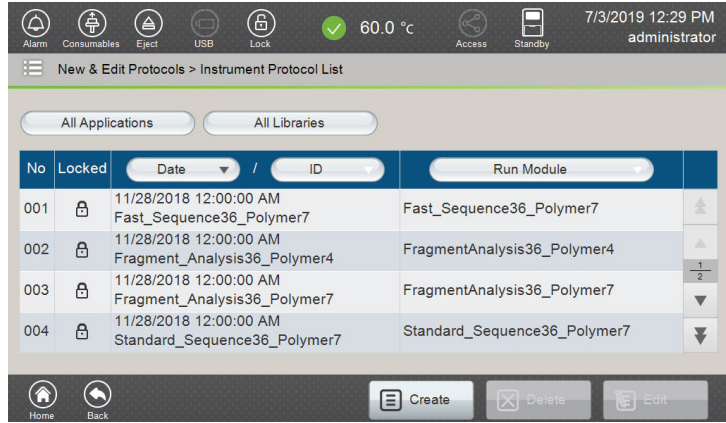 7/3/2019 12:29 PM
60.0 °c
administrator
Alarm Consumables Eject USB Lock Access Standby
New & Edit Protocols > Instrument Protocol List
All Applications All Libraries
No Locked Date / ID Run Module
001 11/28/2018 12:00:00 AM
Fast_Sequence36_Polymer7 Fast_Sequence36_Polymer7
002 11/28/2018 12:00:00 AM
Fragment_Analysis36_Polymer4 FragmentAnalysis36_Polymer4
1
2
003 11/28/2018 12:00:00 AM
Fragment_Analysis36_Polymer7 FragmentAnalysis36_Polymer7
004 11/28/2018 12:00:00 AM
Standard_Sequence36_Polymer7 Standard_Sequence36_Polymer7
Create Delete Edit
Home Back